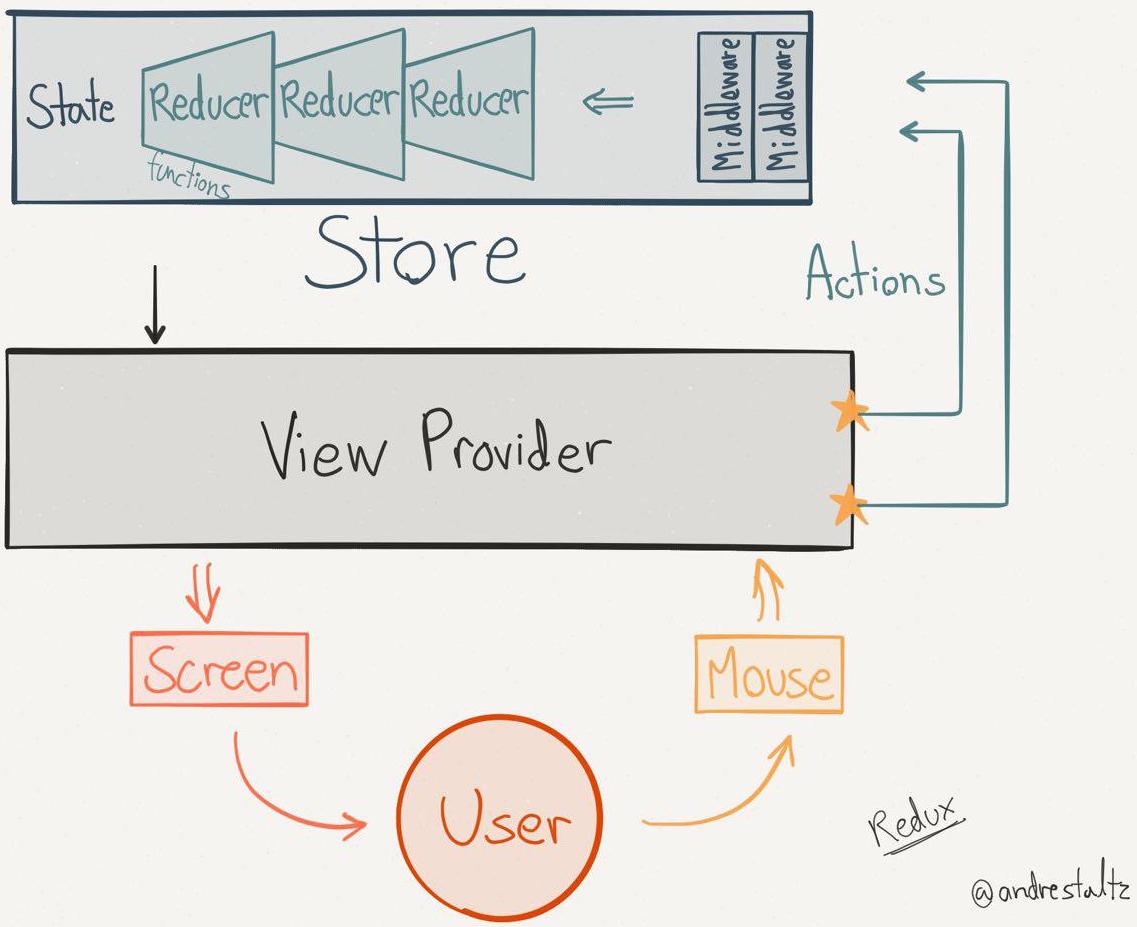 State
Reducer
Reducer
Reducer
functions
Middleware
Middleware
Store
Actions
View Provider
Screen
Mouse
User
Redux
@andrestaltz